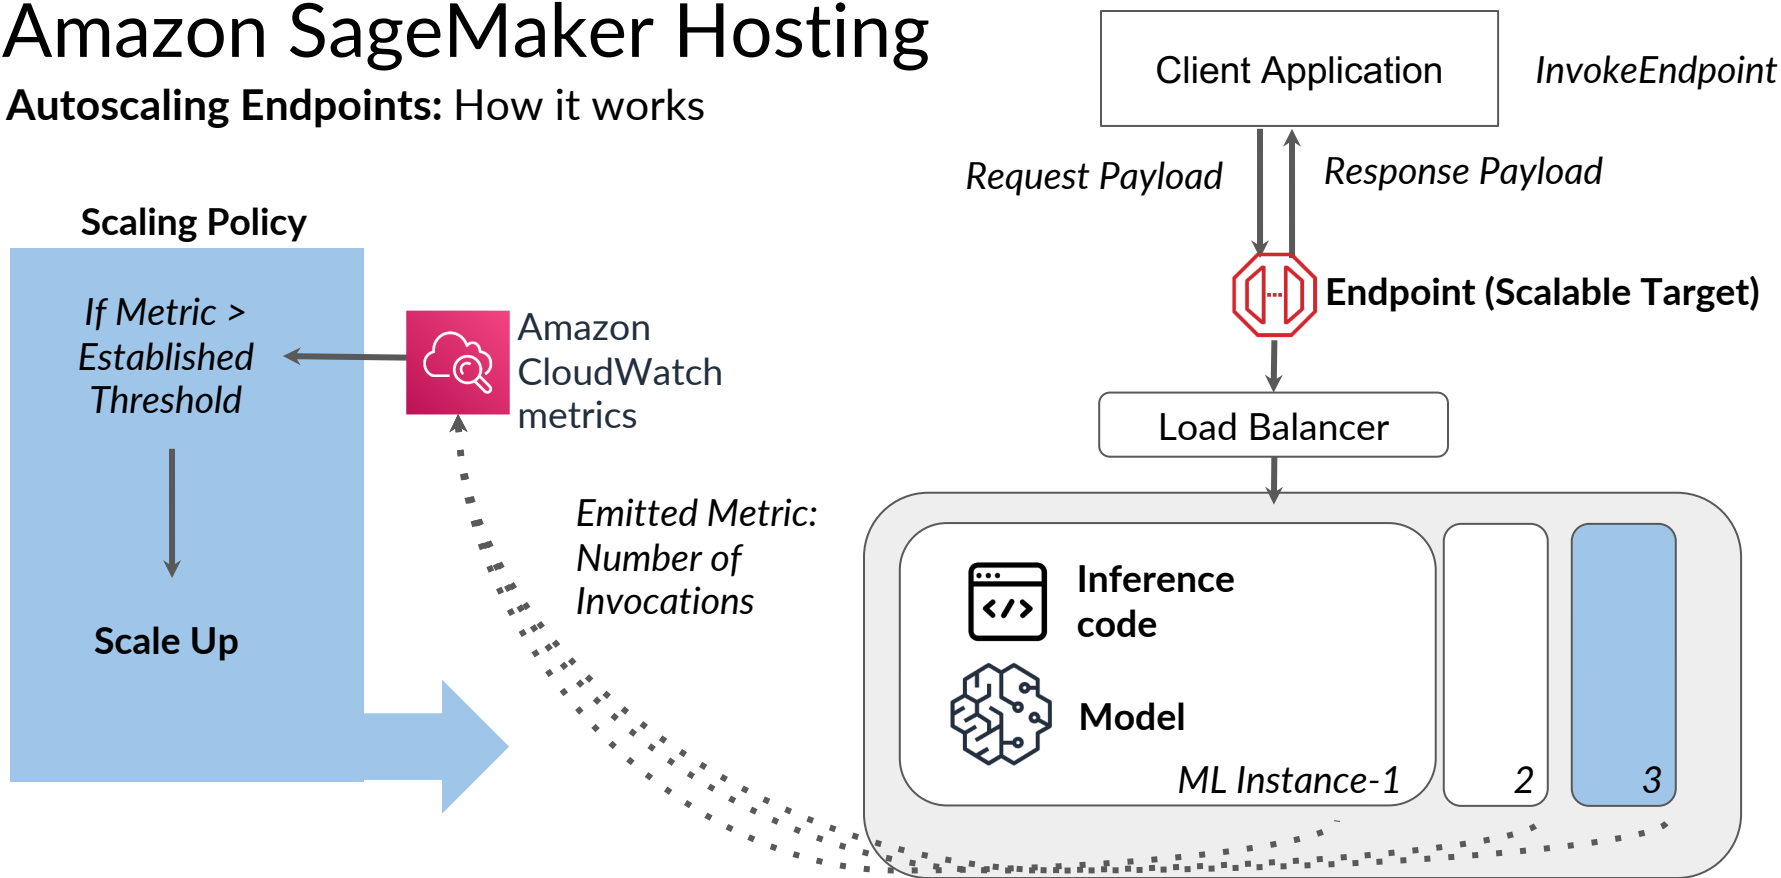 Amazon SageMaker Hosting
Autoscaling Endpoints: How it works
Client Application
InvokeEndpoint
Request Payload
Response Payload
Endpoint (Scalable Target)
Load Balancer
Scaling Policy
If Metric >
Established
Threshold
Scale Up
Amazon
CloudWatch
metrics
Emitted Metric:
Number of
Invocations
</>
Inference
code
Model
ML Instance-1
2
3